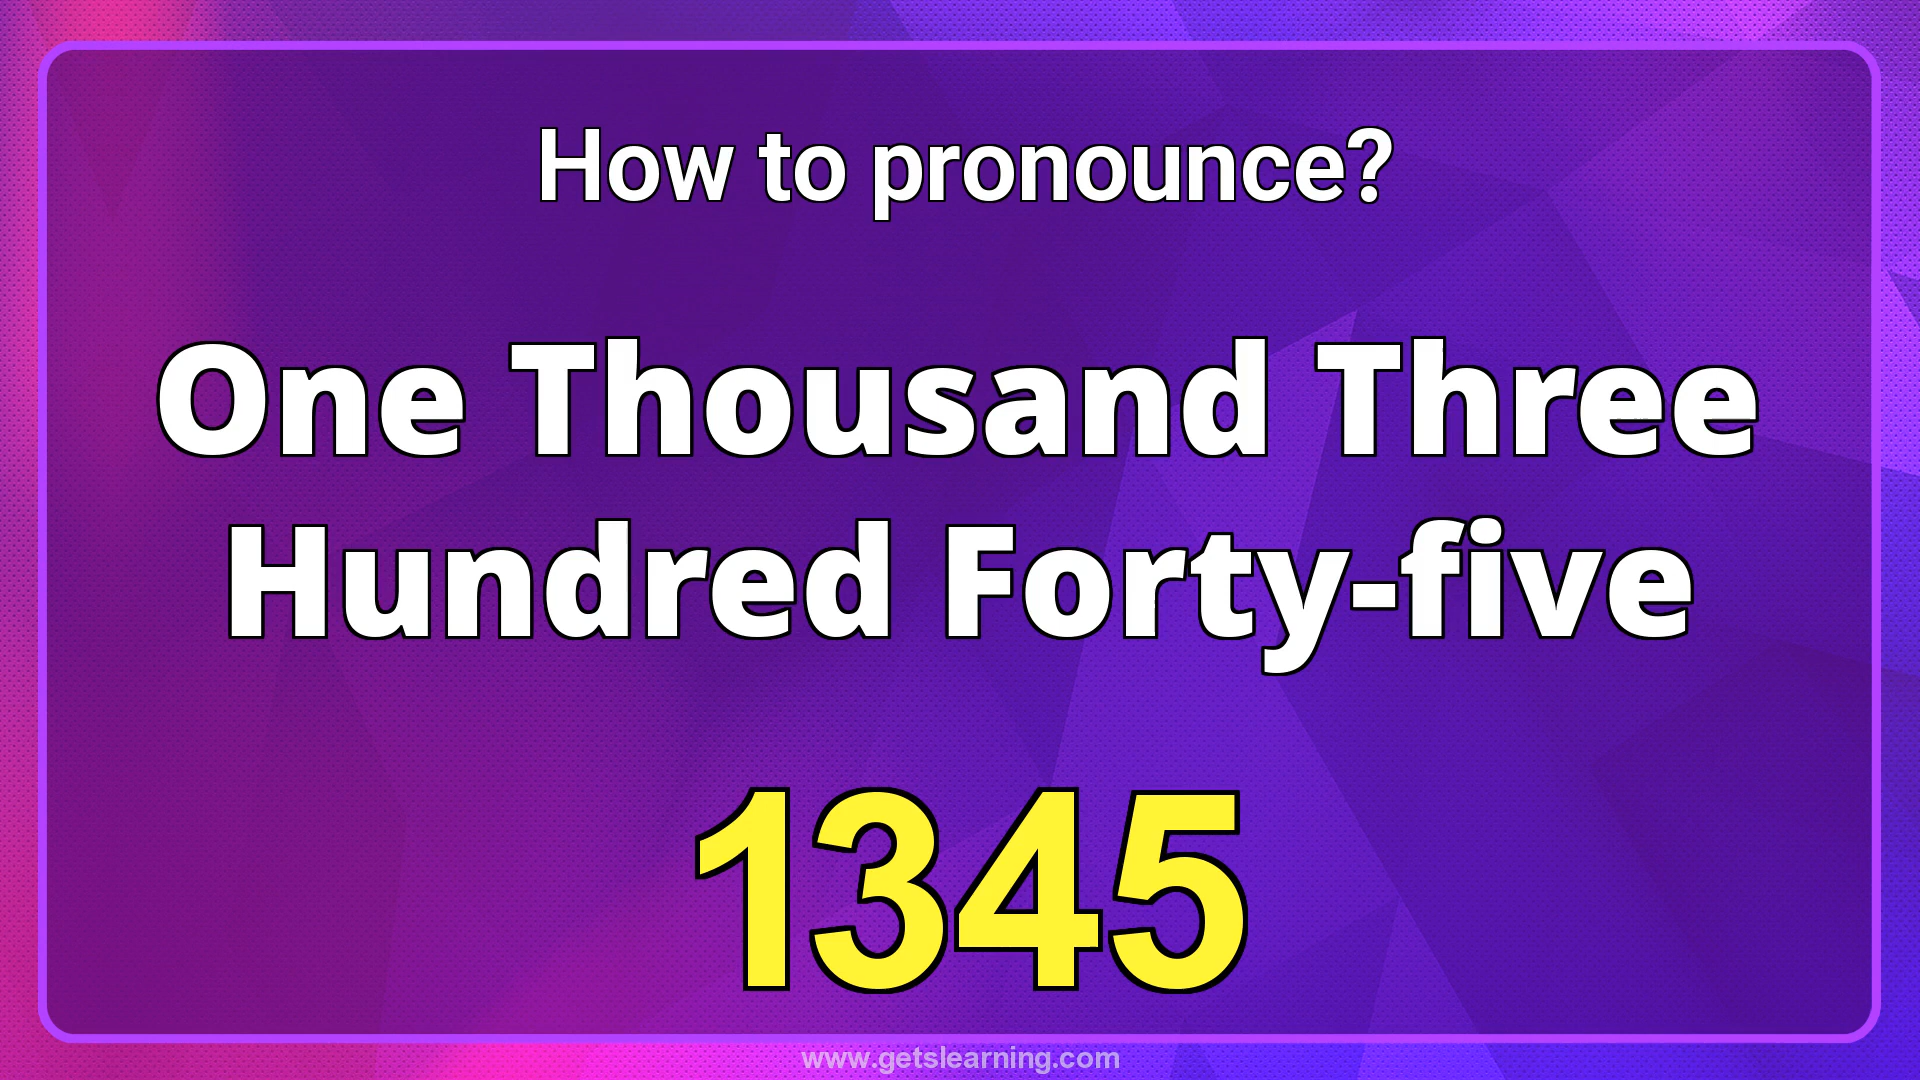 How to pronounce?
One Thousand Three
Hundred Forty-five
1345
www.getslearning.com